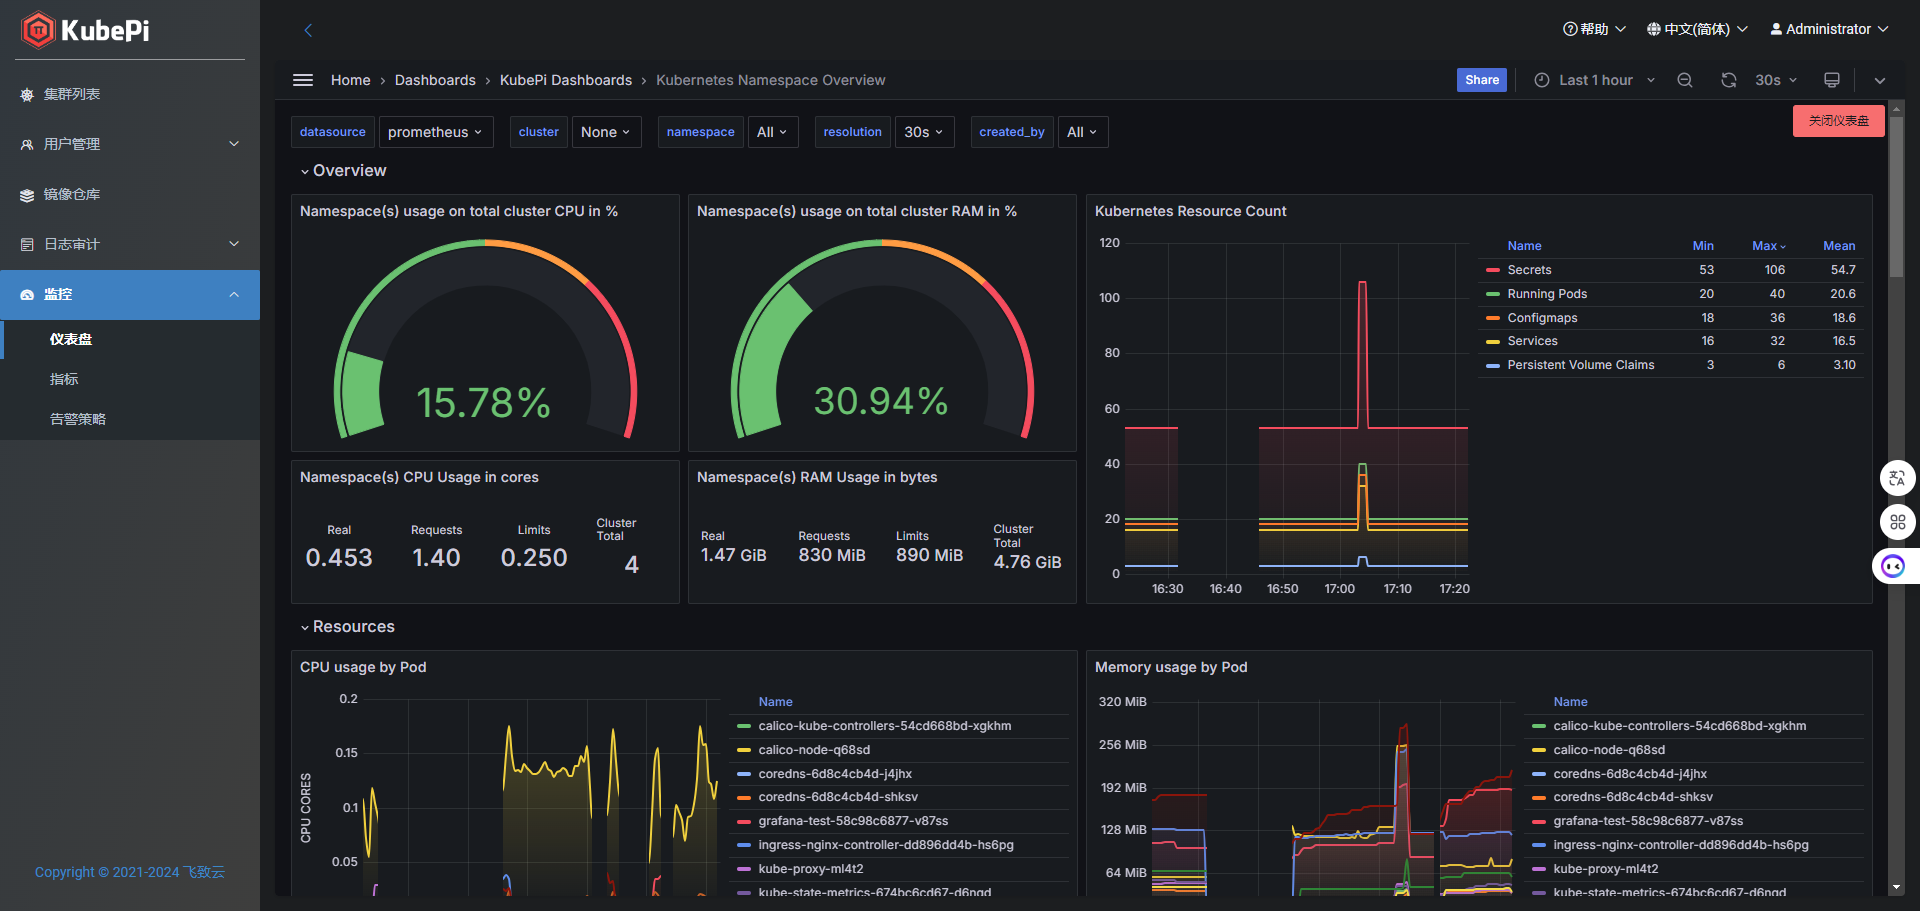 KubePi
帮助 中文(简体) Administrator
集群列表
用户管理
镜像仓库
日志审计
监控
仪表盘
指标
告警策略
Copyright © 2021-2024 飞致云
Home › Dashboards › KubePi Dashboards › Kubernetes Namespace Overview
Share Last 1 hour 30s
关闭仪表盘
datasource prometheus cluster None namespace All resolution 30s created_by All
Overview
Namespace(s) usage on total cluster CPU in %
15.78%
Namespace(s) usage on total cluster RAM in %
30.94%
Kubernetes Resource Count
120
100
80
60
40
20
0
16:30 16:40 16:50 17:00 17:10 17:20
Name Min Max Mean
Secrets 53 106 54.7
Running Pods 20 40 20.6
Configmaps 18 36 18.6
Services 16 32 16.5
Persistent Volume Claims 3 6 3.10
Namespace(s) CPU Usage in cores
Real Requests Limits Cluster Total
0.453 1.40 0.250 4
Namespace(s) RAM Usage in bytes
Real Requests Limits Cluster Total
1.47 GiB 830 MiB 890 MiB 4.76 GiB
Resources
CPU usage by Pod
CPU CORES
0.2
0.15
0.1
0.05
Name
calico-kube-controllers-54cd668bd-xgkhm
calico-node-q68sd
coredns-6d8c4cb4d-j4jhx
coredns-6d8c4cb4d-shksv
grafana-test-58c98c6877-v87ss
ingress-nginx-controller-dd896dd4b-hs6pg
kube-proxy-ml4t2
kube-state-metrics-674bc6cd67-d6nqd
Memory usage by Pod
320 MiB
256 MiB
192 MiB
128 MiB
64 MiB
Name
calico-kube-controllers-54cd668bd-xgkhm
calico-node-q68sd
coredns-6d8c4cb4d-j4jhx
coredns-6d8c4cb4d-shksv
grafana-test-58c98c6877-v87ss
ingress-nginx-controller-dd896dd4b-hs6pg
kube-proxy-ml4t2
kube-state-metrics-674bc6cd67-d6nqd